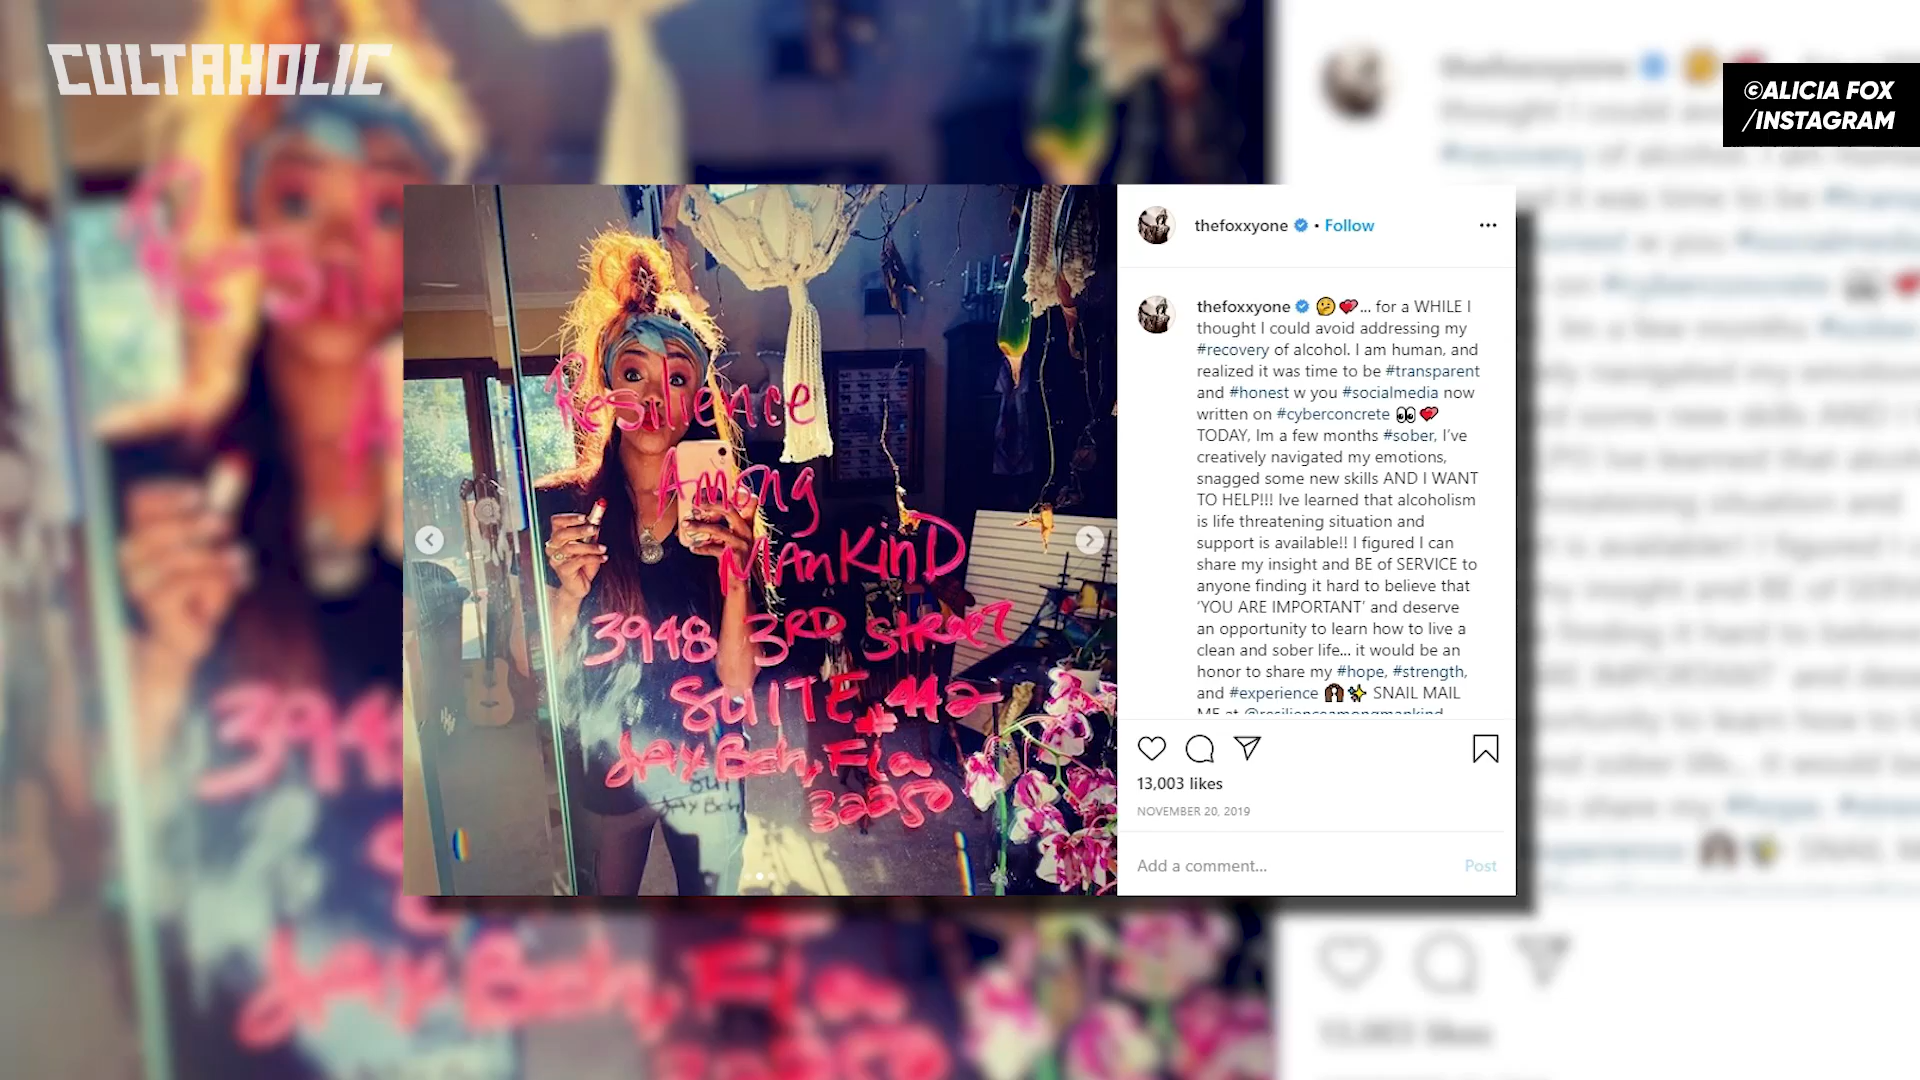 CULTAHOLIC
©ALICIA FOX
/INSTAGRAM
Resilience
Among
MANKIND
3948 3RD STREET
SUITE #442
JAX Bch, Fla
32250
thefoxxyone • Follow
thefoxxyone 🤔💕... for a WHILE I
thought I could avoid addressing my
#recovery of alcohol. I am human, and
realized it was time to be #transparent
and #honest w you #socialmedia now
written on #cyberconcrete 👀💕
TODAY, Im a few months #sober, I’ve
creatively navigated my emotions,
snagged some new skills AND I WANT
TO HELP!!! Ive learned that alcoholism
is life threatening situation and
support is available!! I figured I can
share my insight and BE of SERVICE to
anyone finding it hard to believe that
‘YOU ARE IMPORTANT’ and deserve
an opportunity to learn how to live a
clean and sober life... it would be an
honor to share my #hope, #strength,
and #experience ✨ SNAIL MAIL
ME at @resilienceamongmankind
13,003 likes
NOVEMBER 20, 2019
Add a comment...
Post